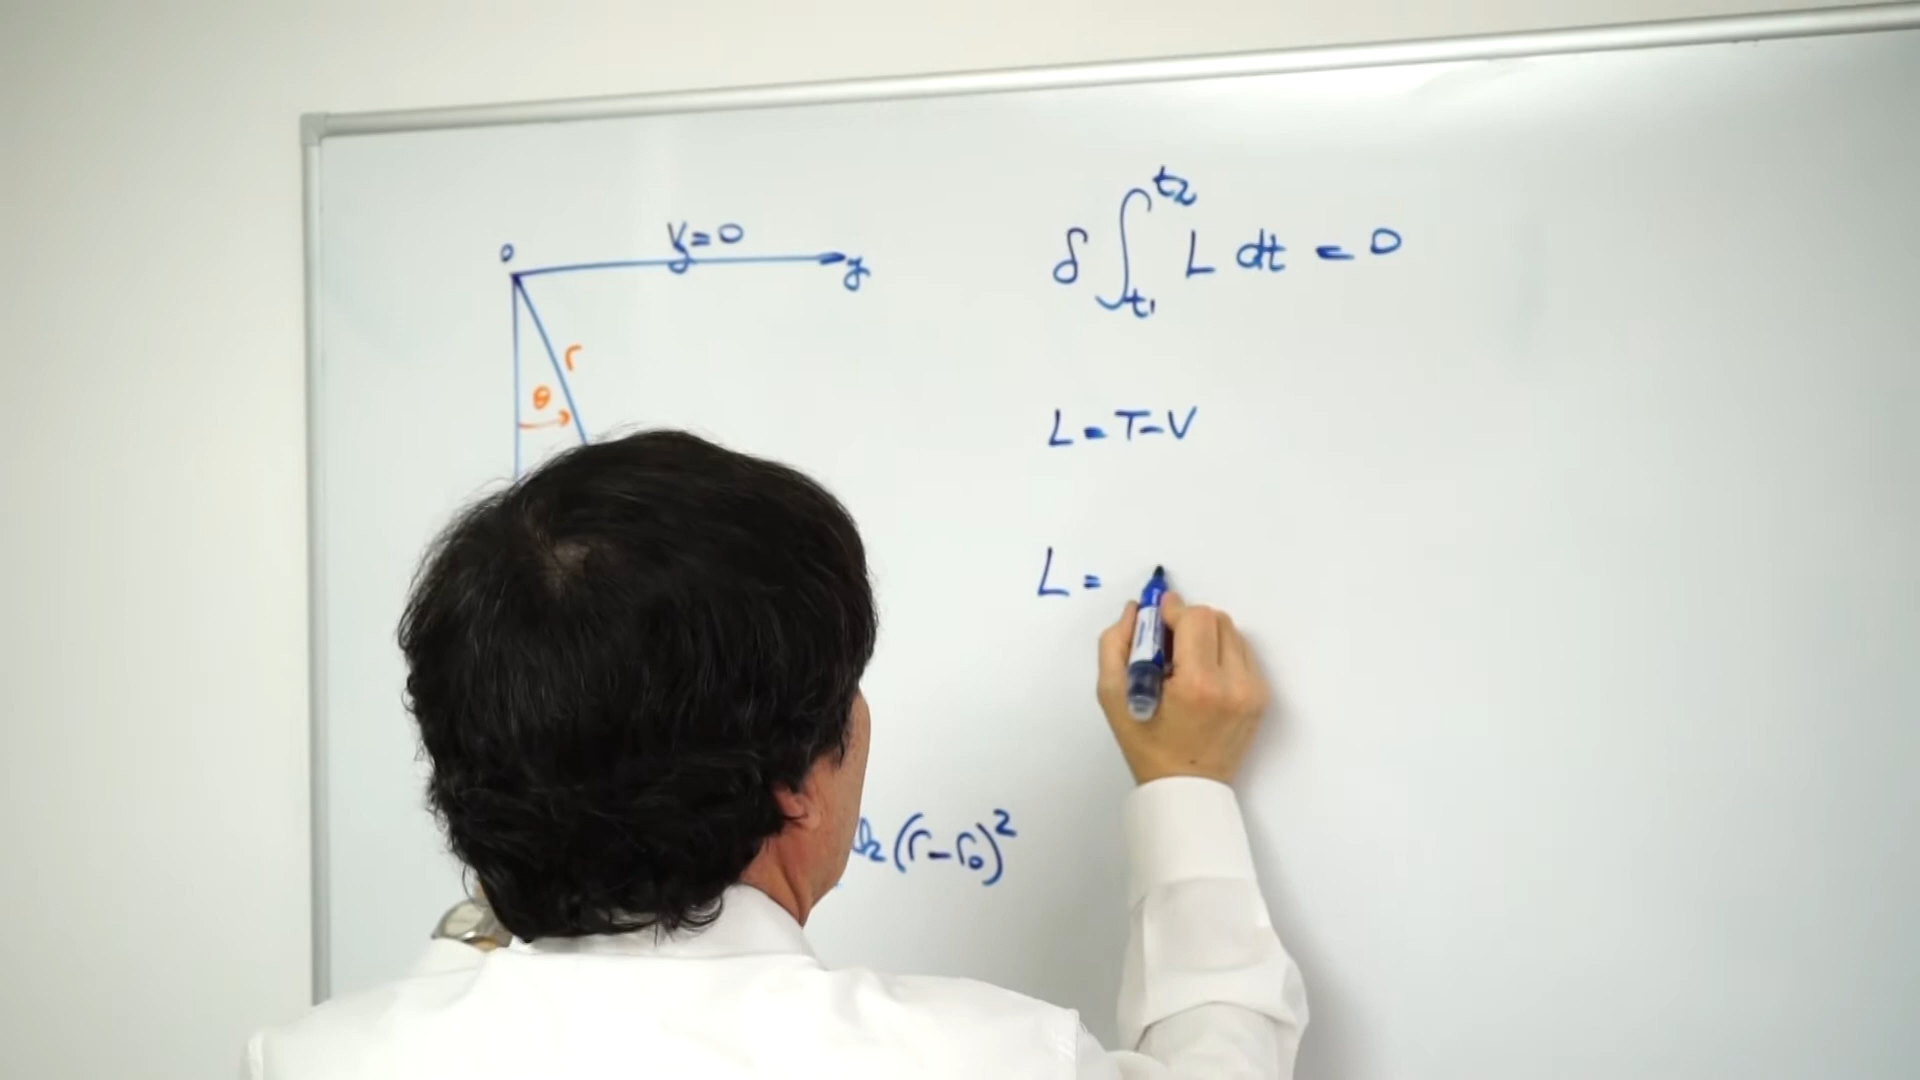 0
V=0
y
r
θ
δ∫_{t₁}^{t₂} L dt = 0
L = T-V
L =
(r-r₀)²